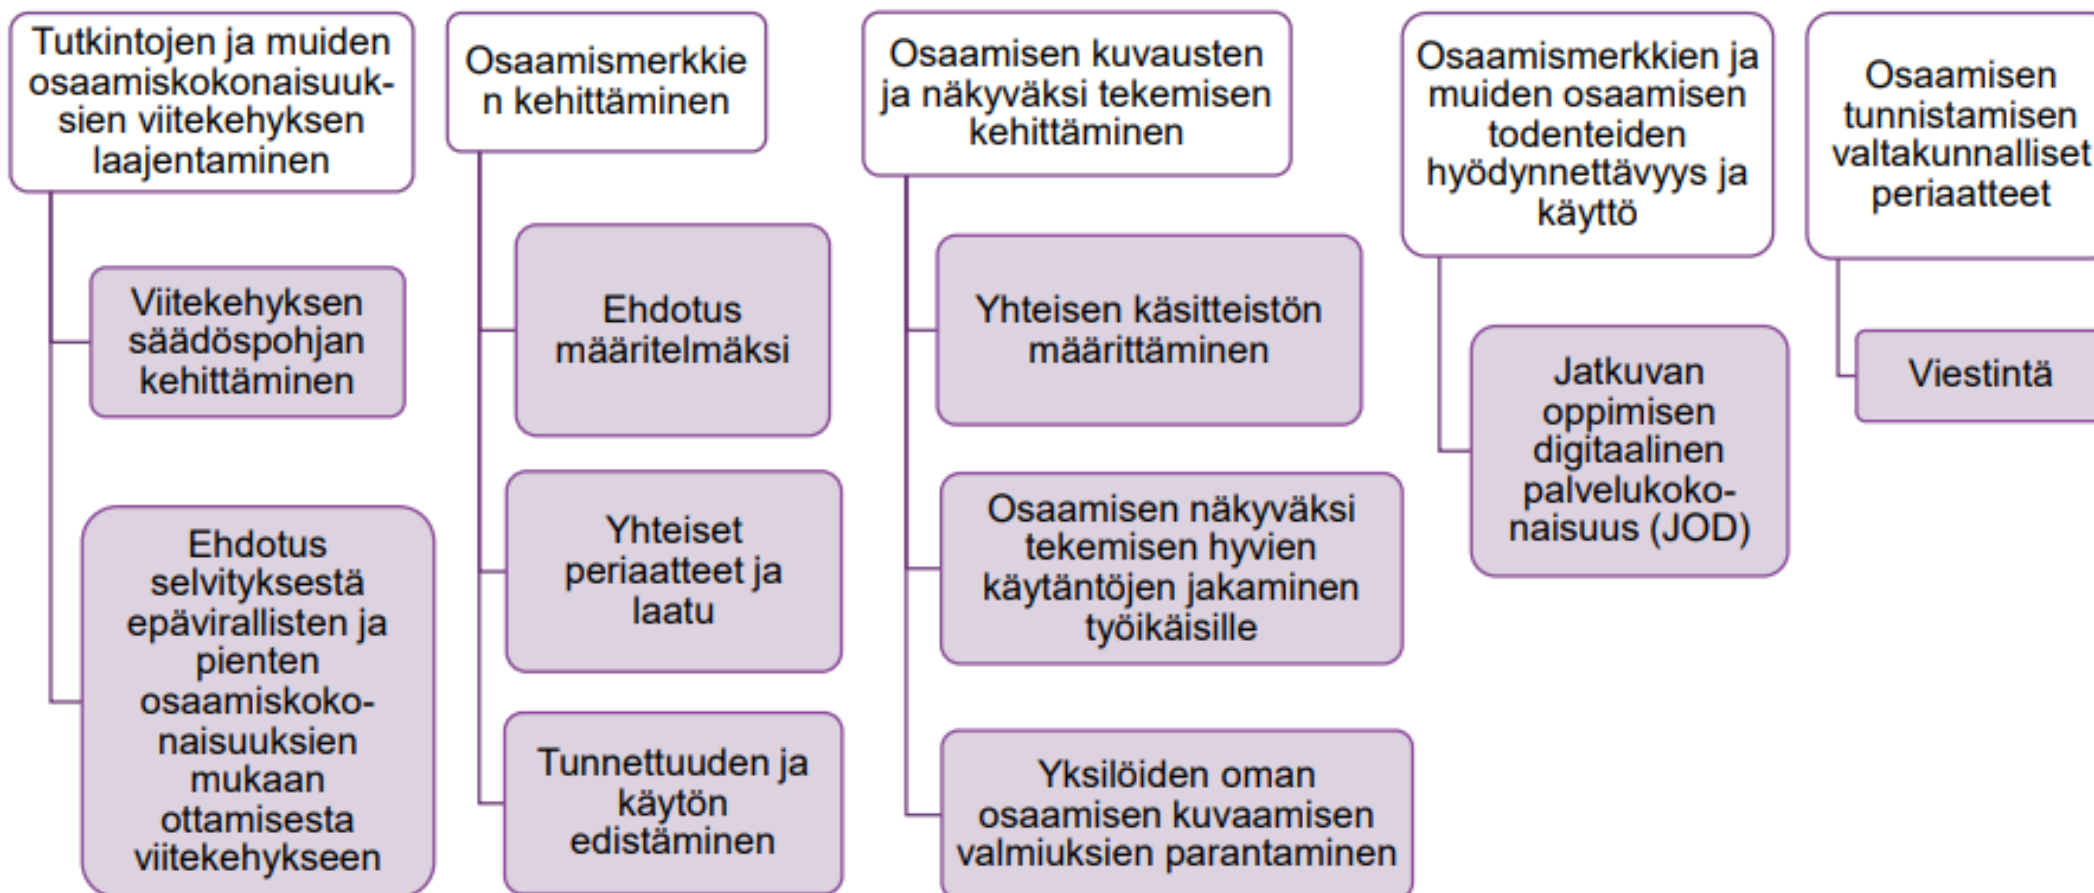 Tutkintojen ja muiden
osaamiskokonaisuuk-
sien viitekehyksen
laajentaminen
Viitekehyksen
säädöspohjan
kehittäminen
Ehdotus
selvityksestä
epävirallisten ja
pienten
osaamiskoko-
naisuuksien
mukaan
ottamisesta
viitekehykseen
Osaamismerkkie
n kehittäminen
Ehdotus
määritelmäksi
Yhteiset
periaatteet ja
laatu
Tunnettuuden ja
käytön
edistäminen
Osaamisen kuvausten
ja näkyväksi tekemisen
kehittäminen
Yhteisen käsitteistön
määrittäminen
Osaamisen näkyväksi
tekemisen hyvien
käytäntöjen jakaminen
työikäisille
Yksilöiden oman
osaamisen kuvaamisen
valmiuksien parantaminen
Osaamismerkkien ja
muiden osaamisen
todenteiden
hyödynnettävyys ja
käyttö
Jatkuvan
oppimisen
digitaalinen
palvelukoko-
naisuus (JOD)
Osaamisen
tunnistamisen
valtakunnalliset
periaatteet
Viestintä